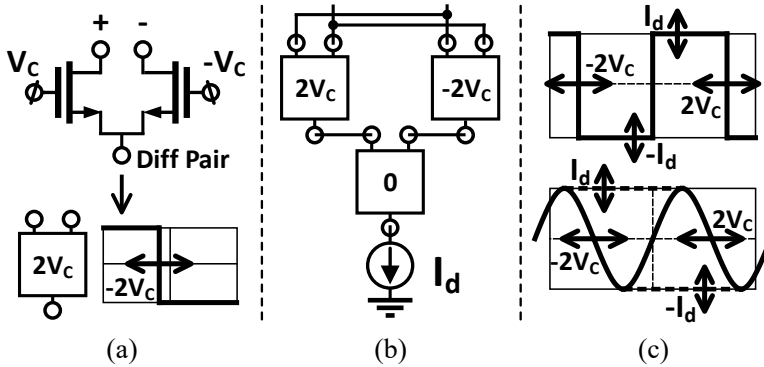 + -
V_C -V_C
Diff Pair
2V_C
-2V_C
(a)
2V_C -2V_C
0
I_d
(b)
I_d
-2V_C
2V_C
-I_d
I_d
2V_C
-2V_C
-I_d
(c)